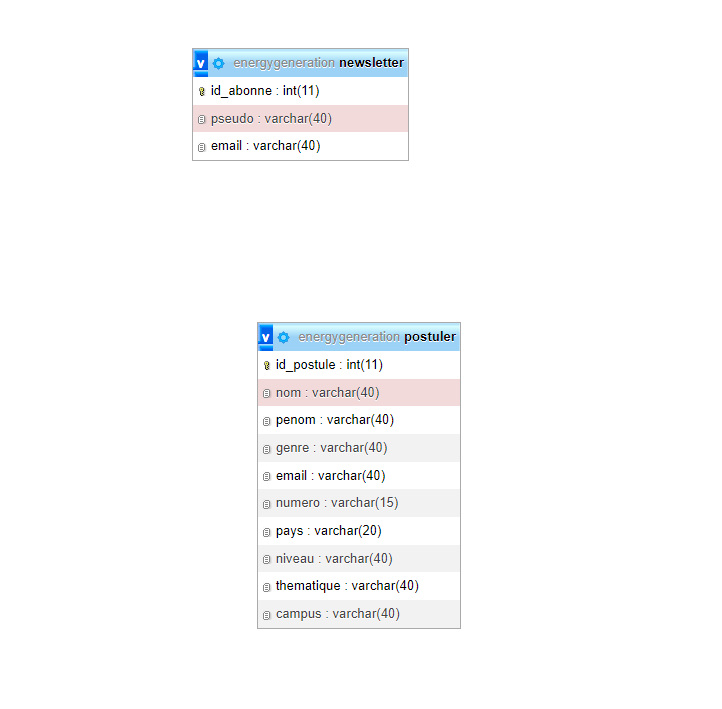 v energygeneration newsletter
id_abonne : int(11)
pseudo : varchar(40)
email : varchar(40)
v energygeneration postuler
id_postule : int(11)
nom : varchar(40)
penom : varchar(40)
genre : varchar(40)
email : varchar(40)
numero : varchar(15)
pays : varchar(20)
niveau : varchar(40)
thematique : varchar(40)
campus : varchar(40)